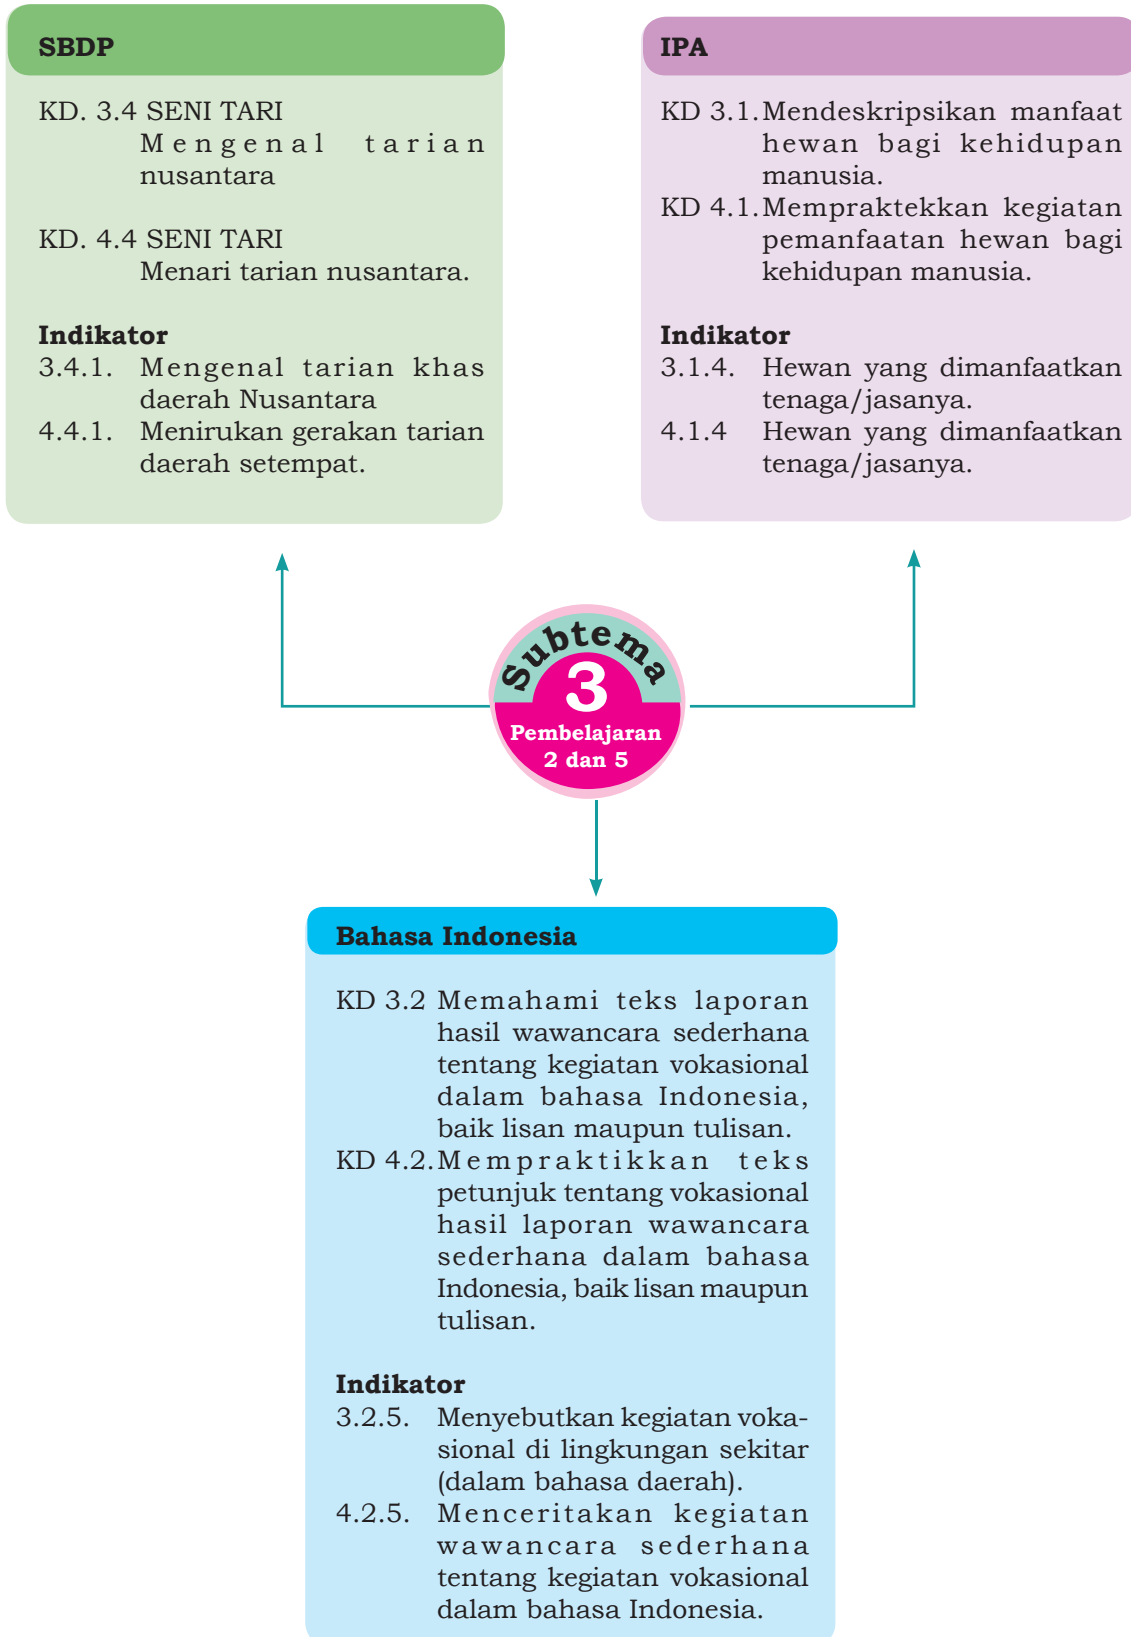 SBDP
KD. 3.4 SENI TARI
Mengenal tarian
nusantara
KD. 4.4 SENI TARI
Menari tarian nusantara.
Indikator
3.4.1. Mengenal tarian khas
daerah Nusantara
4.4.1. Menirukan gerakan tarian
daerah setempat.
IPA
KD 3.1. Mendeskripsikan manfaat
hewan bagi kehidupan
manusia.
KD 4.1. Mempraktekkan kegiatan
pemanfaatan hewan bagi
kehidupan manusia.
Indikator
3.1.4. Hewan yang dimanfaatkan
tenaga/jasanya.
4.1.4 Hewan yang dimanfaatkan
tenaga/jasanya.
Subtema
3
Pembelajaran
2 dan 5
Bahasa Indonesia
KD 3.2 Memahami teks laporan
hasil wawancara sederhana
tentang kegiatan vokasional
dalam bahasa Indonesia,
baik lisan maupun tulisan.
KD 4.2. Mempraktikkan teks
petunjuk tentang vokasional
hasil laporan wawancara
sederhana dalam bahasa
Indonesia, baik lisan maupun
tulisan.
Indikator
3.2.5. Menyebutkan kegiatan voka-
sional di lingkungan sekitar
(dalam bahasa daerah).
4.2.5. Menceritakan kegiatan
wawancara sederhana
tentang kegiatan vokasional
dalam bahasa Indonesia.